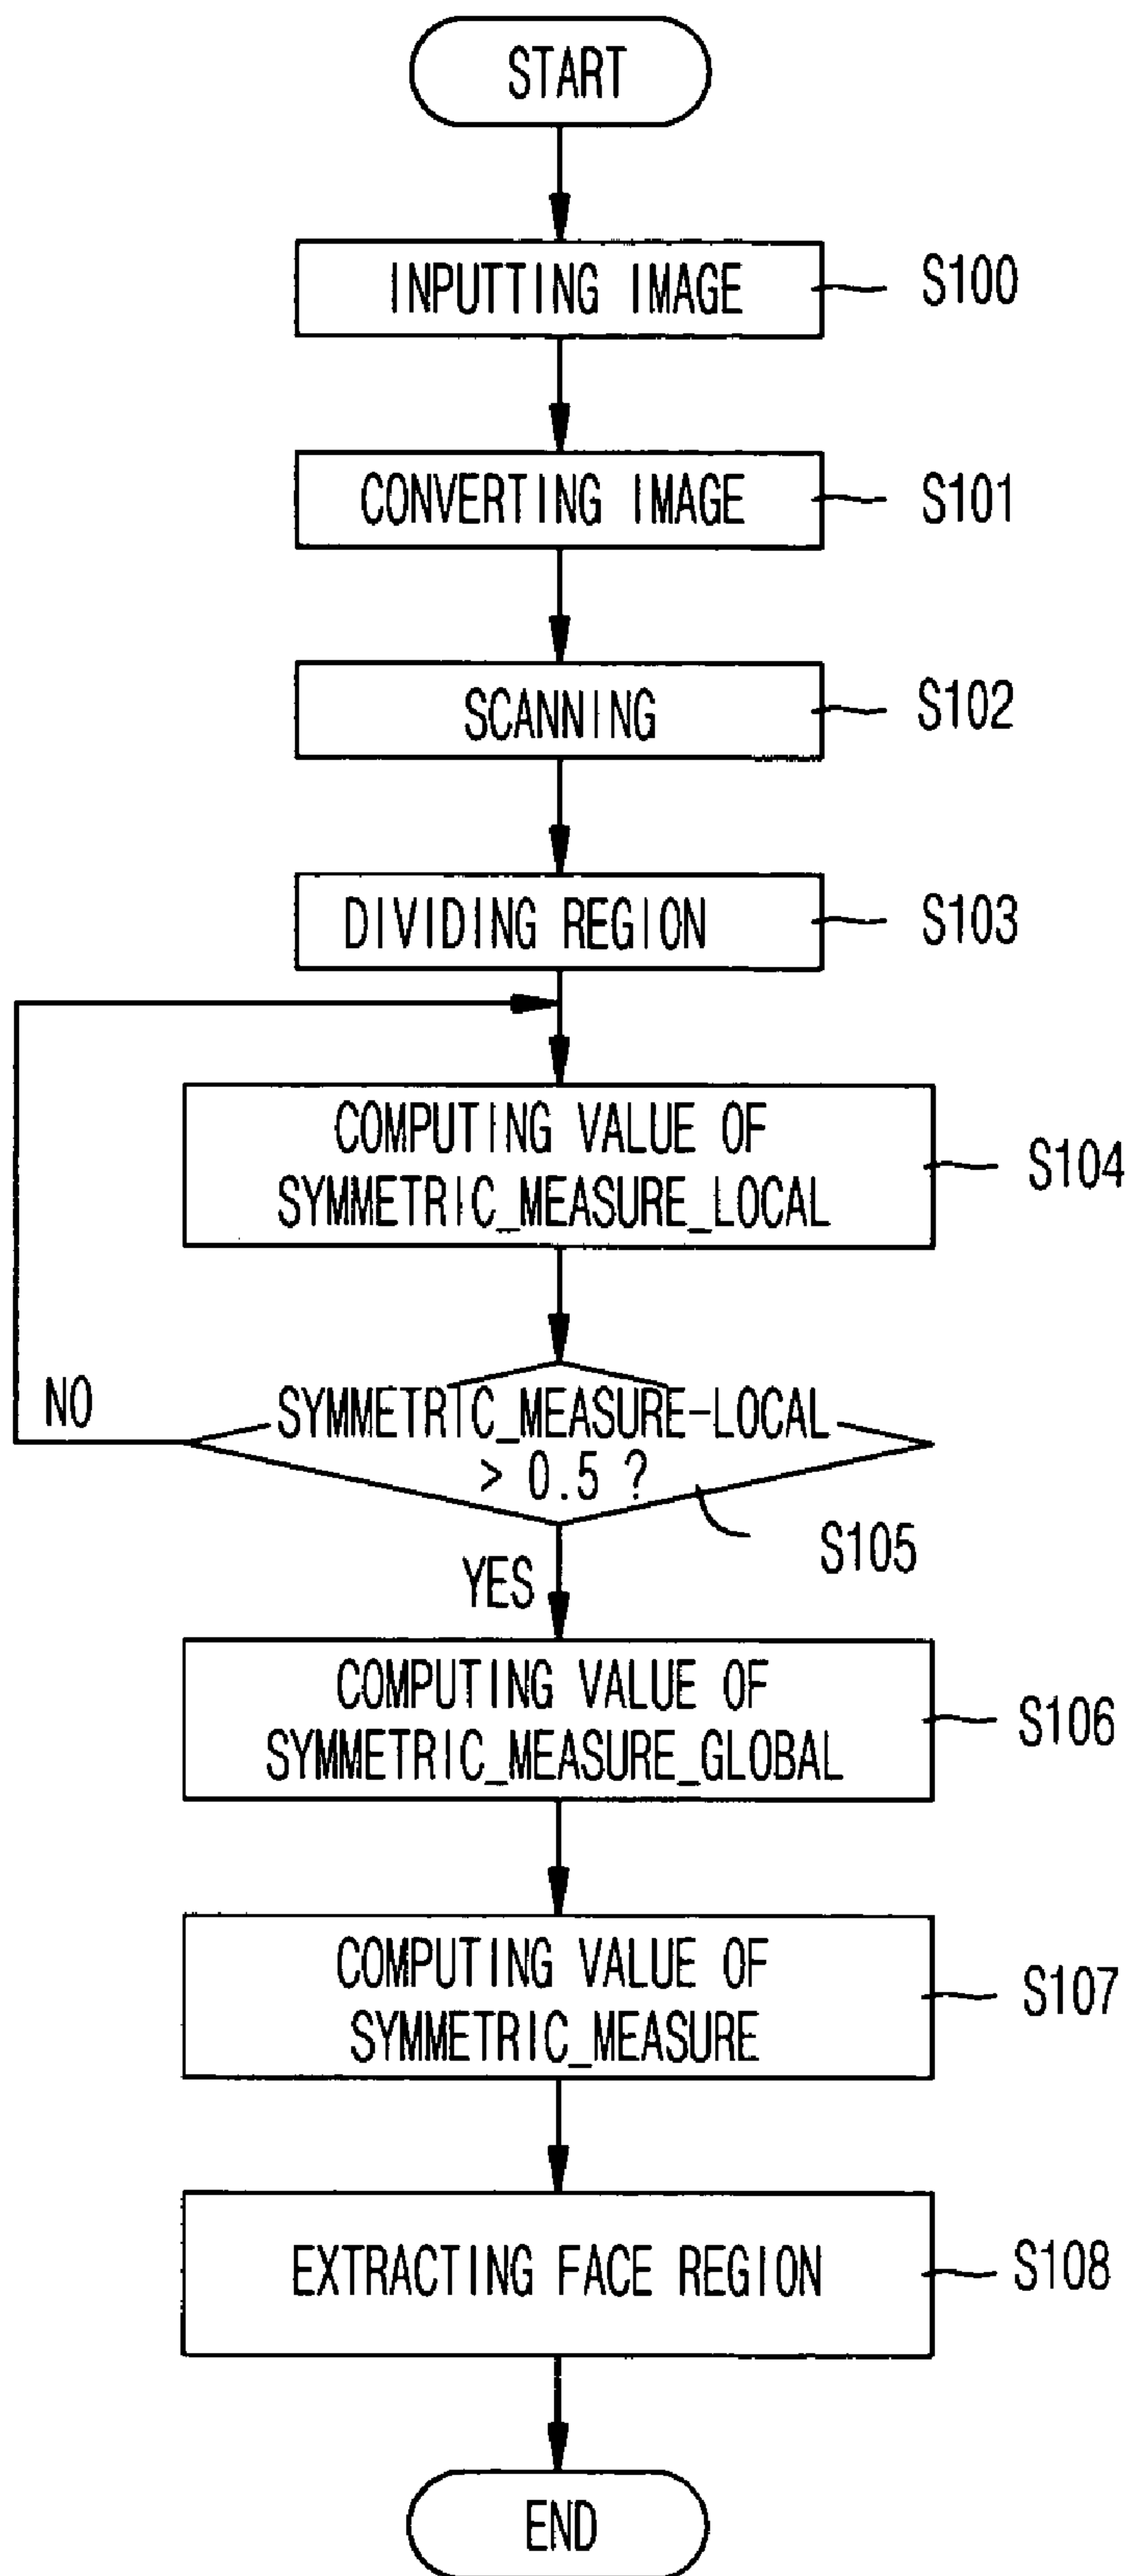 START
INPUTTING IMAGE
S100
CONVERTING IMAGE
S101
SCANNING
S102
DIVIDING REGION
S103
COMPUTING VALUE OF
SYMMETRIC_MEASURE_LOCAL
S104
SYMMETRIC_MEASURE-LOCAL
> 0.5 ?
NO
S105
YES
COMPUTING VALUE OF
SYMMETRIC_MEASURE_GLOBAL
S106
COMPUTING VALUE OF
SYMMETRIC_MEASURE
S107
EXTRACTING FACE REGION
S108
END